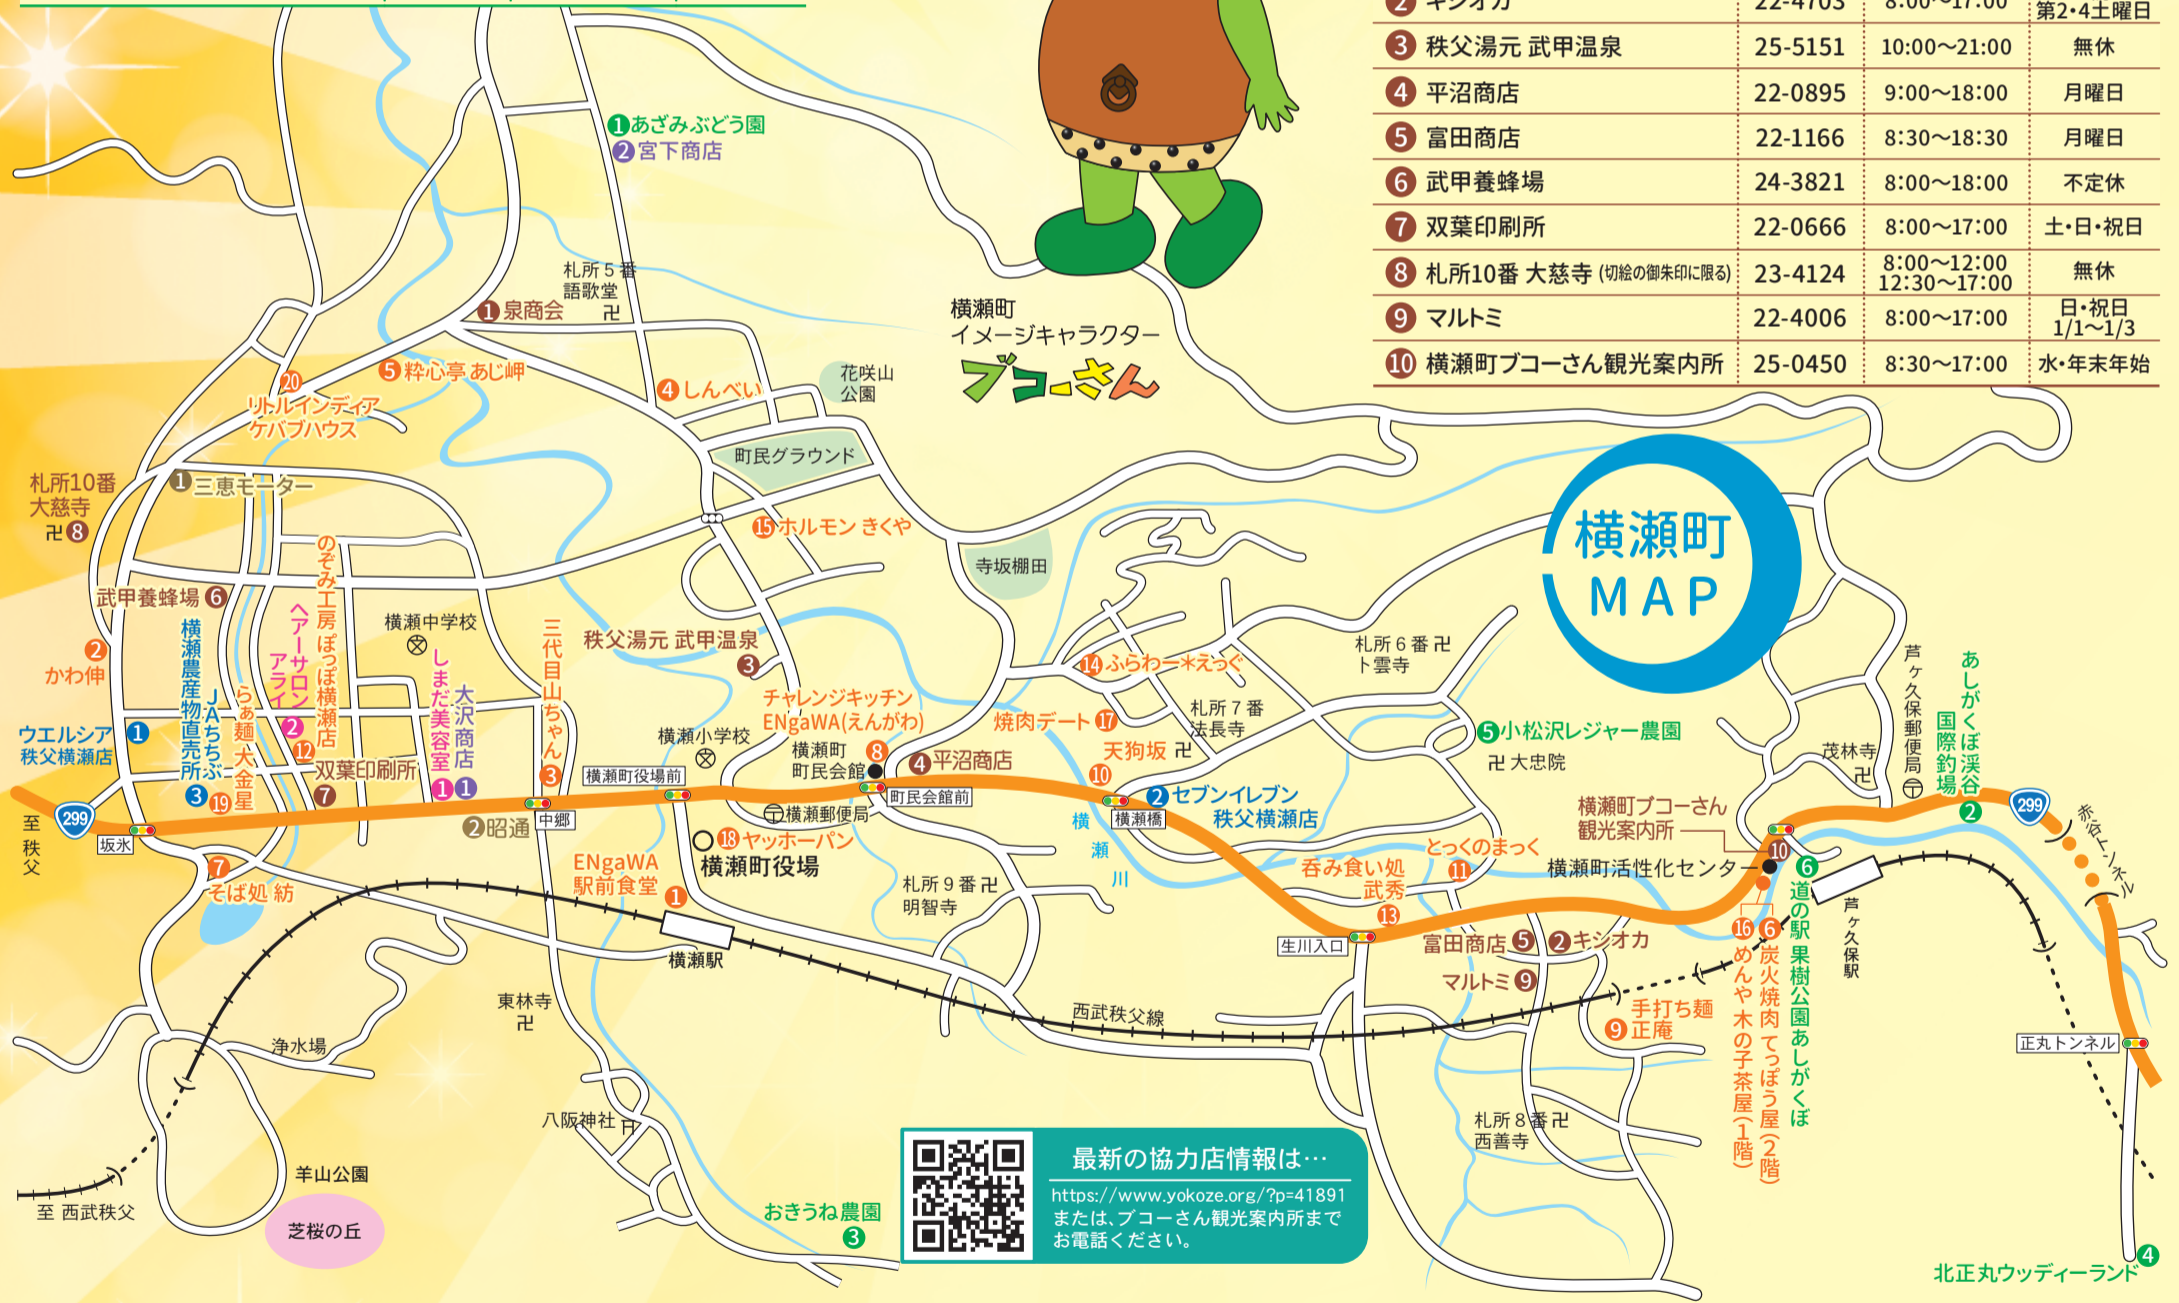 2 キシオカ 22-4703 8:00〜17:00 第2・4土曜日
3 秩父湯元 武甲温泉 25-5151 10:00〜21:00 無休
4 平沼商店 22-0895 9:00〜18:00 月曜日
5 富田商店 22-1166 8:30〜18:30 月曜日
6 武甲養蜂場 24-3821 8:00〜18:00 不定休
7 双葉印刷所 22-0666 8:00〜17:00 土・日・祝日
8 札所10番 大慈寺 (切絵の御朱印に限る) 23-4124 8:00〜12:00 無休
12:30〜17:00
9 マルトミ 22-4006 8:00〜17:00 日・祝日
1/1〜1/3
10 横瀬町ブコーさん観光案内所 25-0450 8:30〜17:00 水・年末年始
1 あざみぶどう園
2 宮下商店
札所5番
語歌堂
卍
1 泉商会
横瀬町
イメージキャラクター
ブコーさん
5 粋心亭 あじ岬
20
リトルインディア
ケバブハウス
4 しんべい
花咲山
公園
町民グラウンド
札所10番
大慈寺
卍 8
1 三恵モーター
15 ホルモン きくや
寺坂棚田
横瀬町
MAP
武甲養蜂場 6
2
かわ伸
横瀬農産物直売所
JAちちぶ
3
らぁ麺 大金星
19
ヘアーサロン
アライ
2
のぞみ工房 ぽっぽ横瀬店
12
横瀬中学校
しまだ美容室
1
大沢商店
1
三代目山ちゃん
3
秩父湯元 武甲温泉
3
ウエルシア 1
秩父横瀬店
双葉印刷所
7
チャレンジキッチン
ENgaWA(えんがわ)
8
横瀬町
町民会館
横瀬小学校
横瀬町役場前
4 平沼商店
町民会館前
14 ふらわー*えっぐ
焼肉デート 17
天狗坂
10
札所7番
法長寺
卍
札所6番 卍
卜雲寺
5 小松沢レジャー農園
卍 大忠院
2 セブンイレブン
秩父横瀬店
横瀬橋
横瀬川
芦ヶ久保郵便局
〒
茂林寺
卍
あしがくぼ渓谷
国際釣場
2
299
赤谷トンネル
299
至秩父
坂氷
2 昭通
中郷
〒横瀬郵便局
18 ヤッホーパン
横瀬町役場
7
そば処 紡
ENgaWA
駅前食堂
1
横瀬駅
札所9番 卍
明智寺
横瀬町ブコーさん
観光案内所
10
横瀬町活性化センター
6
道の駅 果樹公園あしがくぼ
芦ヶ久保駅
とっくのまっく
11
呑み食い処
武秀
13
生川入口
富田商店 5
2 キシオカ
マルトミ 9
16
めんや 木の子茶屋(1階)
6
炭火焼肉 てっぽう屋(2階)
手打ち麺
9 正庵
西武秩父線
東林寺
卍
浄水場
正丸トンネル
八阪神社
札所8番 卍
西善寺
羊山公園
芝桜の丘
至 西武秩父
おきうね農園
3
最新の協力店情報は…
https://www.yokoze.org/?p=41891
または、ブコーさん観光案内所まで
お電話ください。
北正丸ウッディーランド 4